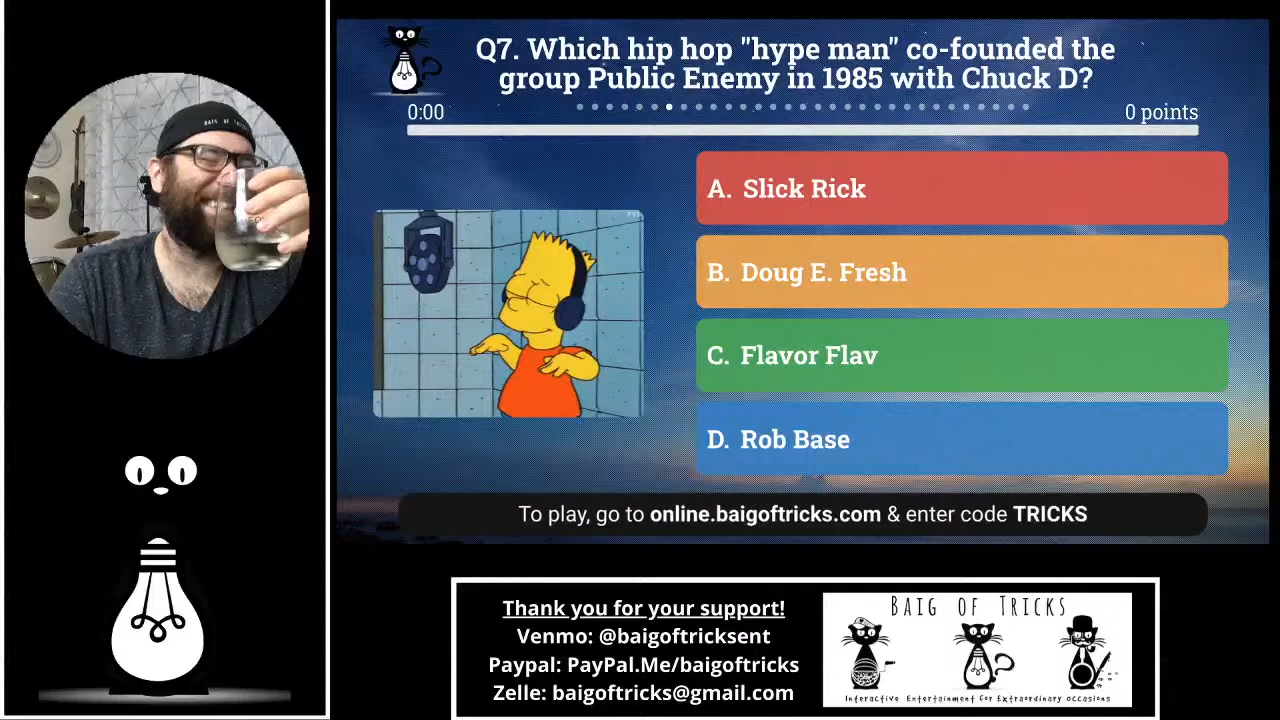 Q7. Which hip hop "hype man" co-founded the
group Public Enemy in 1985 with Chuck D?
0:00
0 points
A. Slick Rick
B. Doug E. Fresh
C. Flavor Flav
D. Rob Base
To play, go to online.baigoftricks.com & enter code TRICKS
Thank you for your support!
Venmo: @baigoftricksent
Paypal: PayPal.Me/baigoftricks
Zelle: baigoftricks@gmail.com
BAIG OF TRICKS
Interactive Entertainment for Extraordinary Occasions